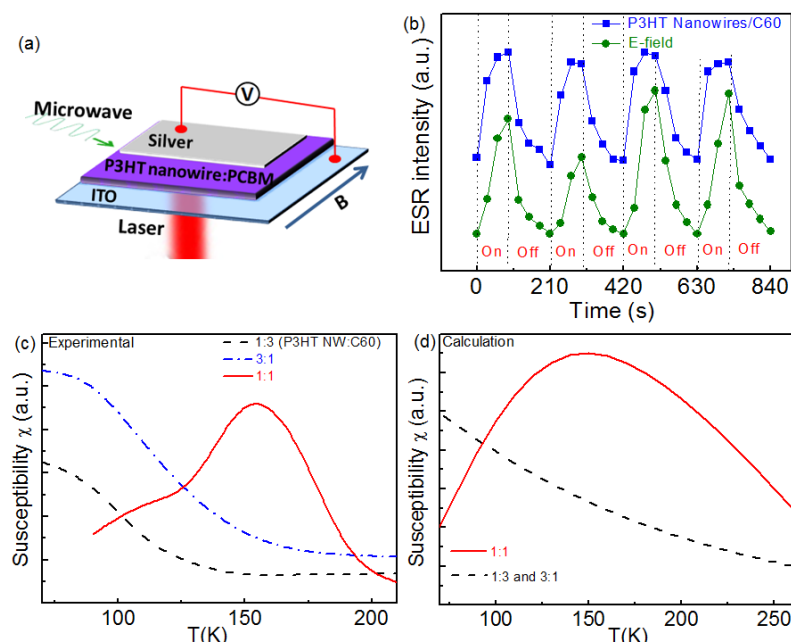 (a)
Microwave
V
Silver
P3HT nanowire:PCBM
ITO
Laser
B
(b)
P3HT Nanowires/C60
E-field
ESR intensity (a.u.)
On Off On Off On Off On Off
0 210 420 630 840
Time (s)
(c) Experimental
1:3 (P3HT NW:C60)
3:1
1:1
Susceptibility χ (a.u.)
100 150 200
T(K)
(d) Calculation
Susceptibility χ (a.u.)
1:1
1:3 and 3:1
100 150 200 250
T(K)